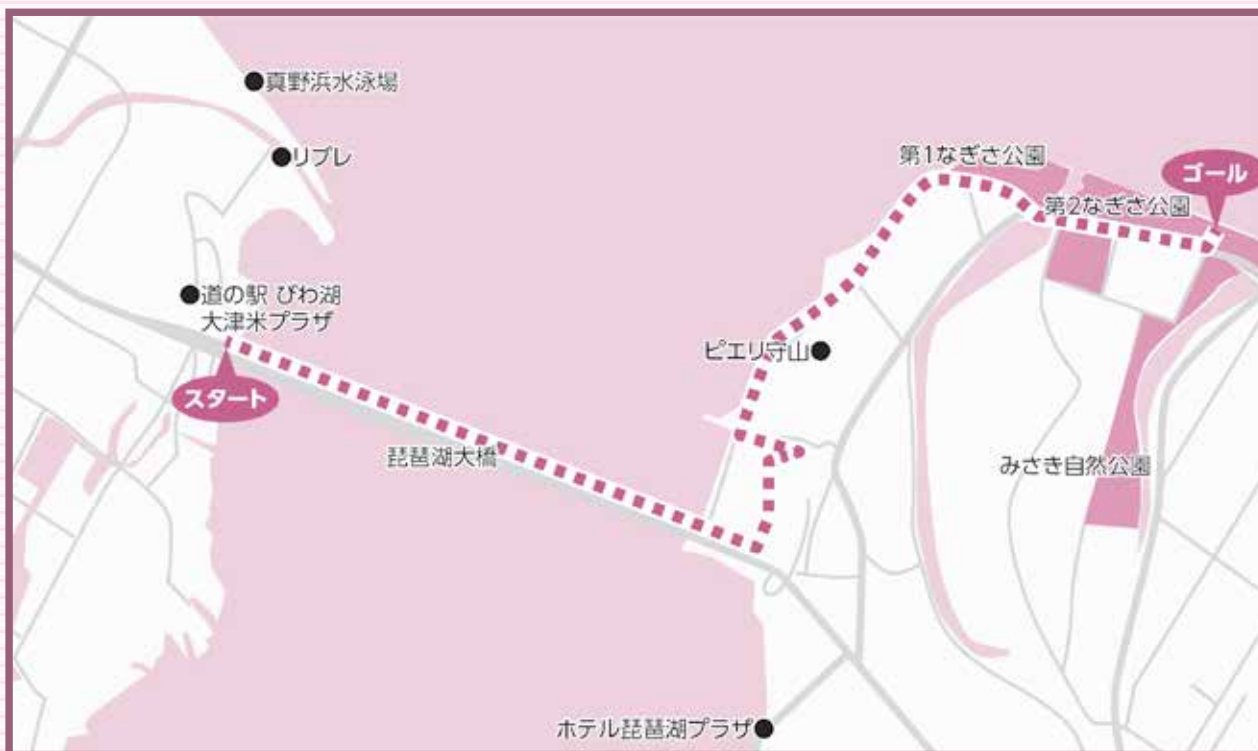 真野浜水泳場
リブレ
第1なぎさ公園
ゴール
第2なぎさ公園
道の駅 びわ湖
大津米プラザ
ピエリ守山
スタート
琵琶湖大橋
みさき自然公園
ホテル琵琶湖プラザ